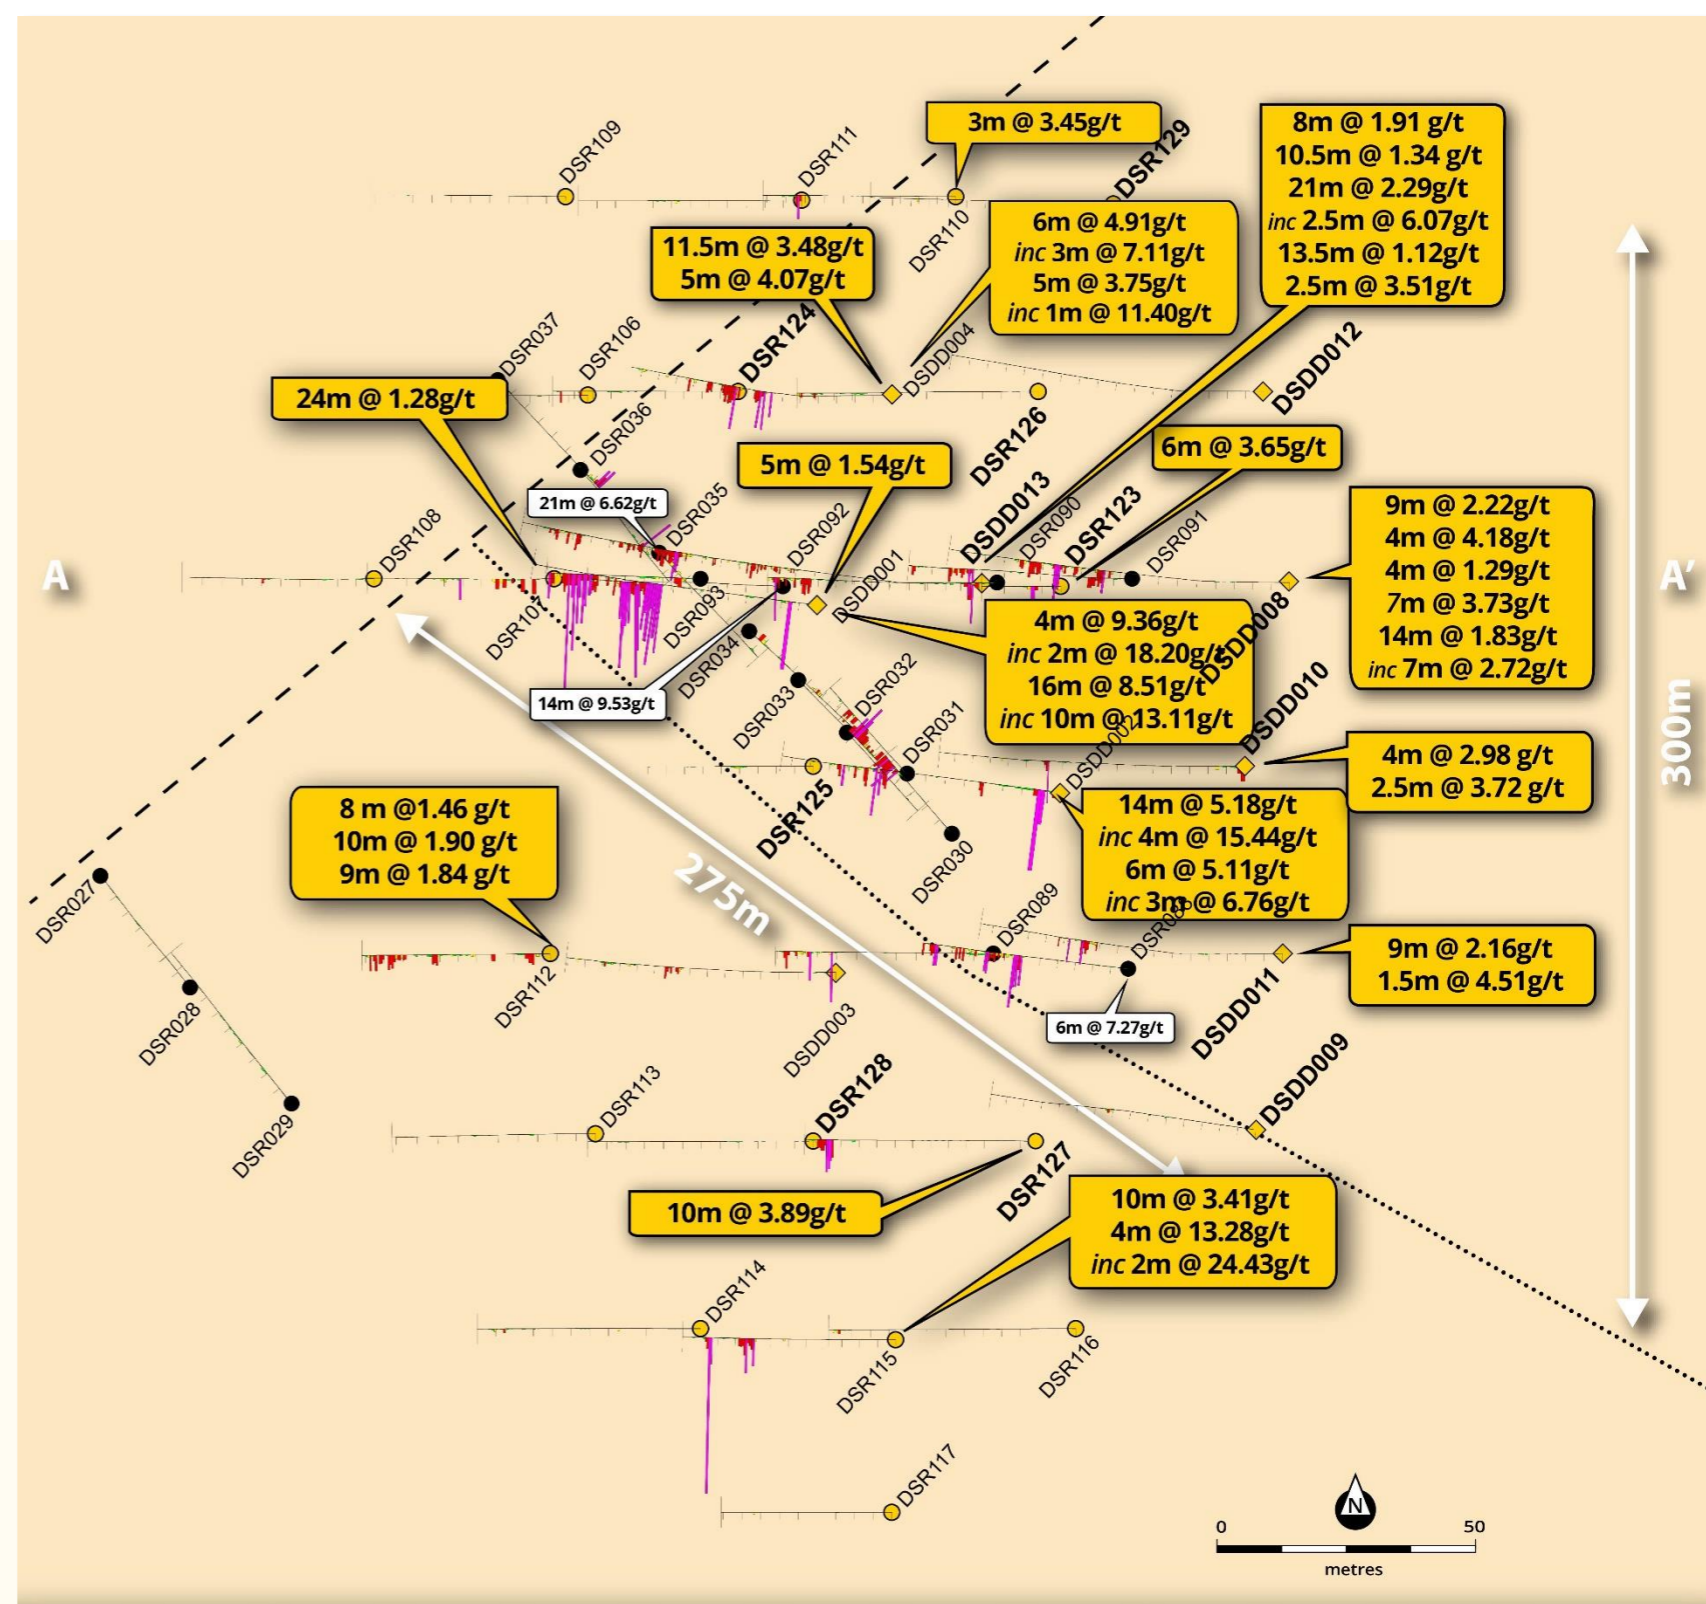 3m @ 3.45g/t
DSR109
DSR111
DSR129
DSR110
8m @ 1.91 g/t
10.5m @ 1.34 g/t
21m @ 2.29g/t
inc 2.5m @ 6.07g/t
13.5m @ 1.12g/t
2.5m @ 3.51g/t
11.5m @ 3.48g/t
5m @ 4.07g/t
6m @ 4.91g/t
inc 3m @ 7.11g/t
5m @ 3.75g/t
inc 1m @ 11.40g/t
DSR037
DSR106
DSR124
DSDD004
DSDD012
24m @ 1.28g/t
DSR036
DSR126
5m @ 1.54g/t
6m @ 3.65g/t
21m @ 6.62g/t
DSR035
DSR092
DSDD013
DSR090
DSR123
DSR091
9m @ 2.22g/t
4m @ 4.18g/t
4m @ 1.29g/t
7m @ 3.73g/t
14m @ 1.83g/t
inc 7m @ 2.72g/t
A
DSR108
DSR107
DSR093
DSDD001
DSDD008
A’
4m @ 9.36g/t
inc 2m @ 18.20g/t
16m @ 8.51g/t
inc 10m @ 13.11g/t
DSR034
14m @ 9.53g/t
DSR033
DSR032
DSR031
DSDD002
DSDD010
4m @ 2.98 g/t
2.5m @ 3.72 g/t
300m
DSR125
DSR030
14m @ 5.18g/t
inc 4m @ 15.44g/t
6m @ 5.11g/t
inc 3m @ 6.76g/t
8 m @1.46 g/t
10m @ 1.90 g/t
9m @ 1.84 g/t
275m
DSR027
DSR028
DSR029
DSR112
DSDD003
DSR089
DSDD011
9m @ 2.16g/t
1.5m @ 4.51g/t
6m @ 7.27g/t
DSDD009
DSR113
DSR128
DSR127
10m @ 3.89g/t
10m @ 3.41g/t
4m @ 13.28g/t
inc 2m @ 24.43g/t
DSR114
DSR115
DSR116
DSR117
N
0 50
metres